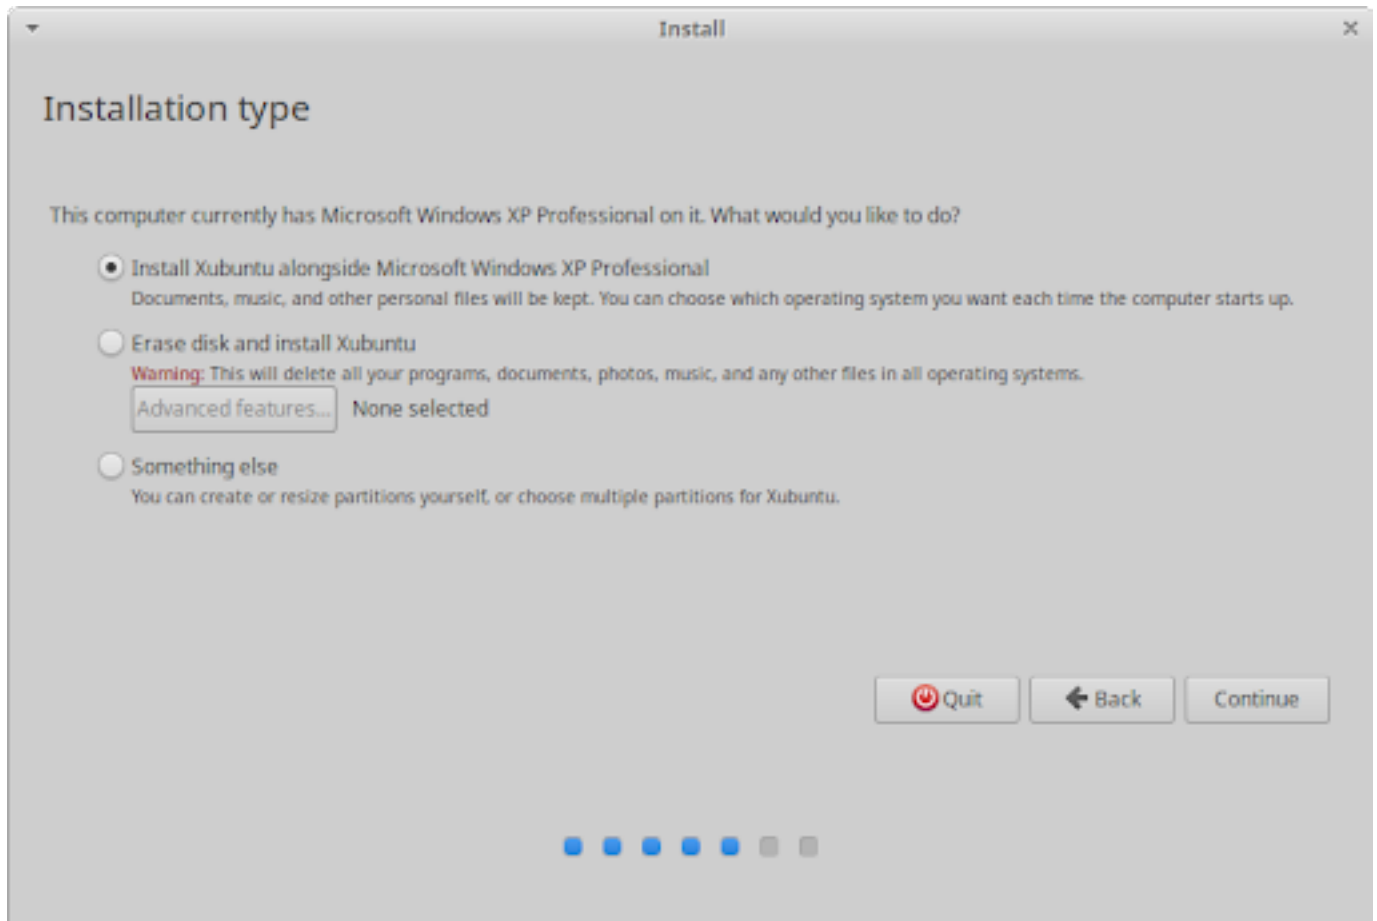 Install
Installation type
This computer currently has Microsoft Windows XP Professional on it. What would you like to do?
Install Xubuntu alongside Microsoft Windows XP Professional
Documents, music, and other personal files will be kept. You can choose which operating system you want each time the computer starts up.
Erase disk and install Xubuntu
Warning: This will delete all your programs, documents, photos, music, and any other files in all operating systems.
Advanced features... None selected
Something else
You can create or resize partitions yourself, or choose multiple partitions for Xubuntu.
Quit Back Continue